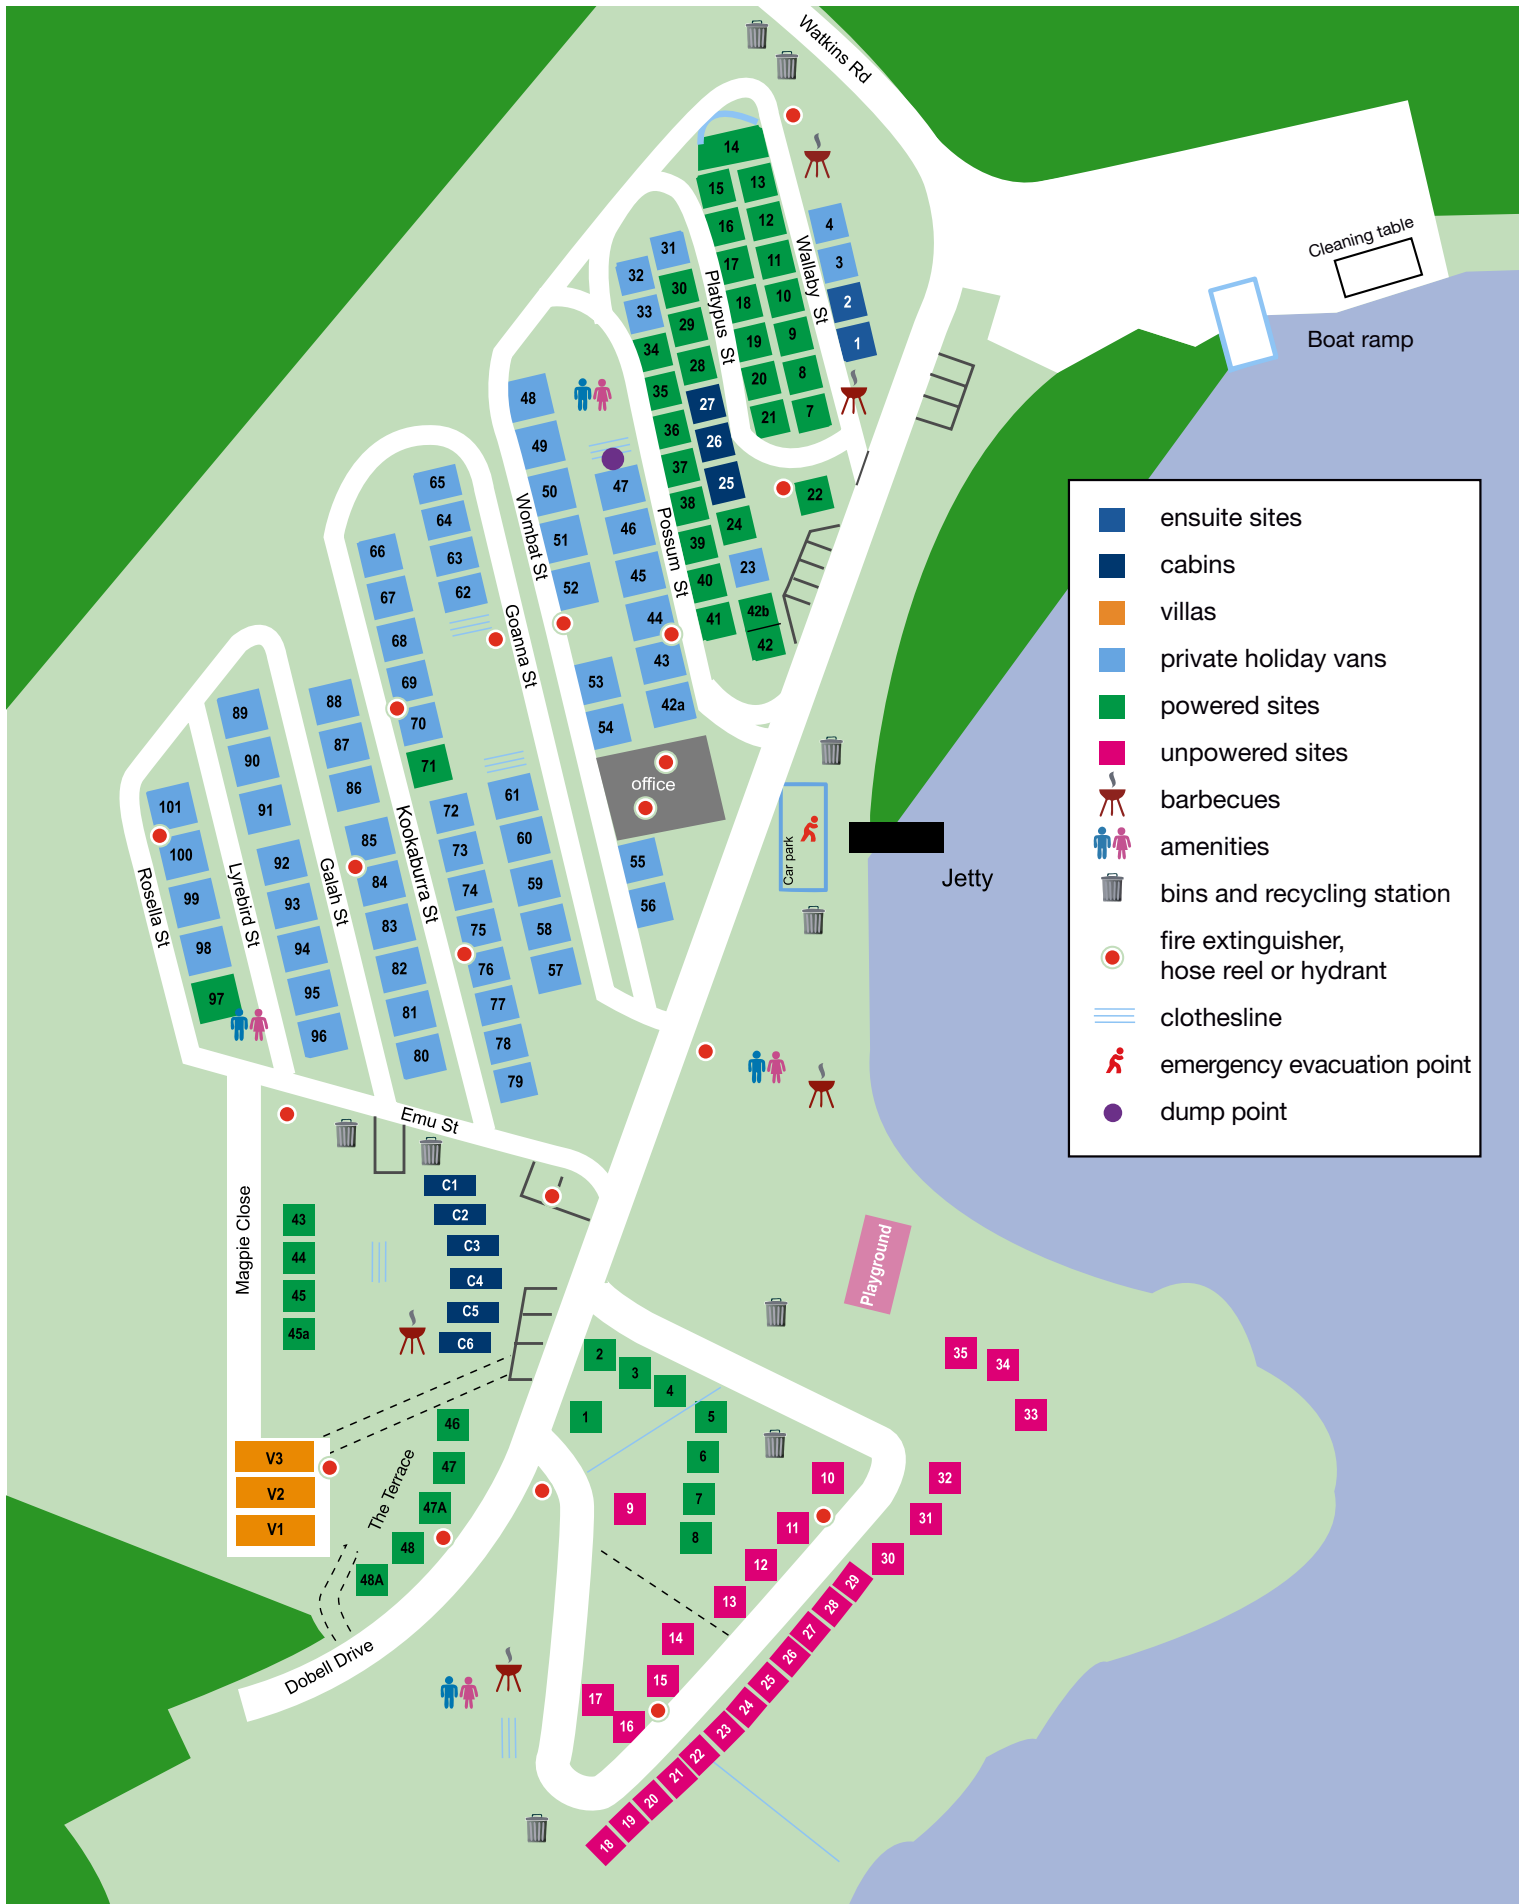 Watkins Rd
14
15
13
16
12
4
Cleaning table
31
17
11
Wallaby St
3
32
30
Platypus St
18
10
2
33
29
19
9
1
Boat ramp
34
28
20
8
48
35
27
21
7
36
26
49
37
25
22
65
50
47
38
24
64
Wombat St
46
Possum St
66
63
51
39
23
62
52
45
40
42b
67
44
41
42
68
Goanna St
43
69
53
42a
88
70
54
89
87
71
office
90
86
61
Car park
101
91
72
60
85
Kookaburra St
73
55
Jetty
100
92
84
74
59
56
Rosella St
99
Lyrebird St
93
Galah St
83
75
58
98
94
82
76
57
97
95
81
77
96
80
78
79
Emu St
C1
C2
C3
C4
C5
C6
Magpie Close
43
44
45
45a
Playground
2
3
4
1
5
6
7
8
9
10
11
12
13
14
15
16
17
35
34
33
32
31
30
29
28
27
26
25
24
23
22
21
20
19
18
46
47
47A
48
48A
The Terrace
V3
V2
V1
Dobell Drive
ensuite sites
cabins
villas
private holiday vans
powered sites
unpowered sites
barbecues
amenities
bins and recycling station
fire extinguisher,
hose reel or hydrant
clothesline
emergency evacuation point
dump point